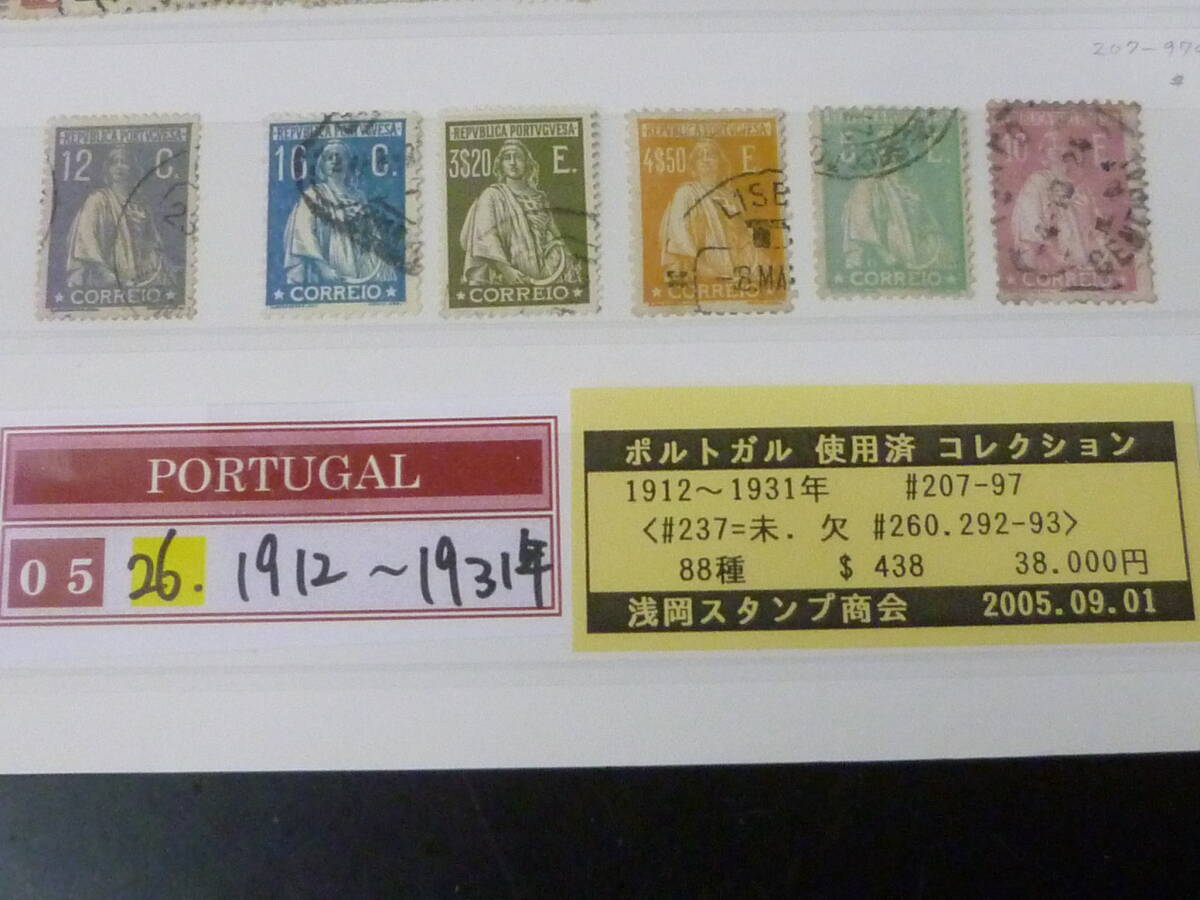 207-97
REPVBLICA PORTVGVESA
12 C.
CORREIO
REPVBLICA PORTVGVESA
16 C.
CORREIO
REPVBLICA PORTVGVESA
3$20 E.
CORREIO
REPVBLICA PORTVGVESA
4$50 E.
LISB
8 MA
CORREIO
E.
CORREIO
10 E.
CORREIO
CENTRAL
PORTUGAL
05 26. 1912~1931年
ポルトガル 使用済 コレクション
1912～1931年 #207-97
<#237=未. 欠 #260.292-93>
88種 $ 438 38.000円
浅岡スタンプ商会 2005.09.01